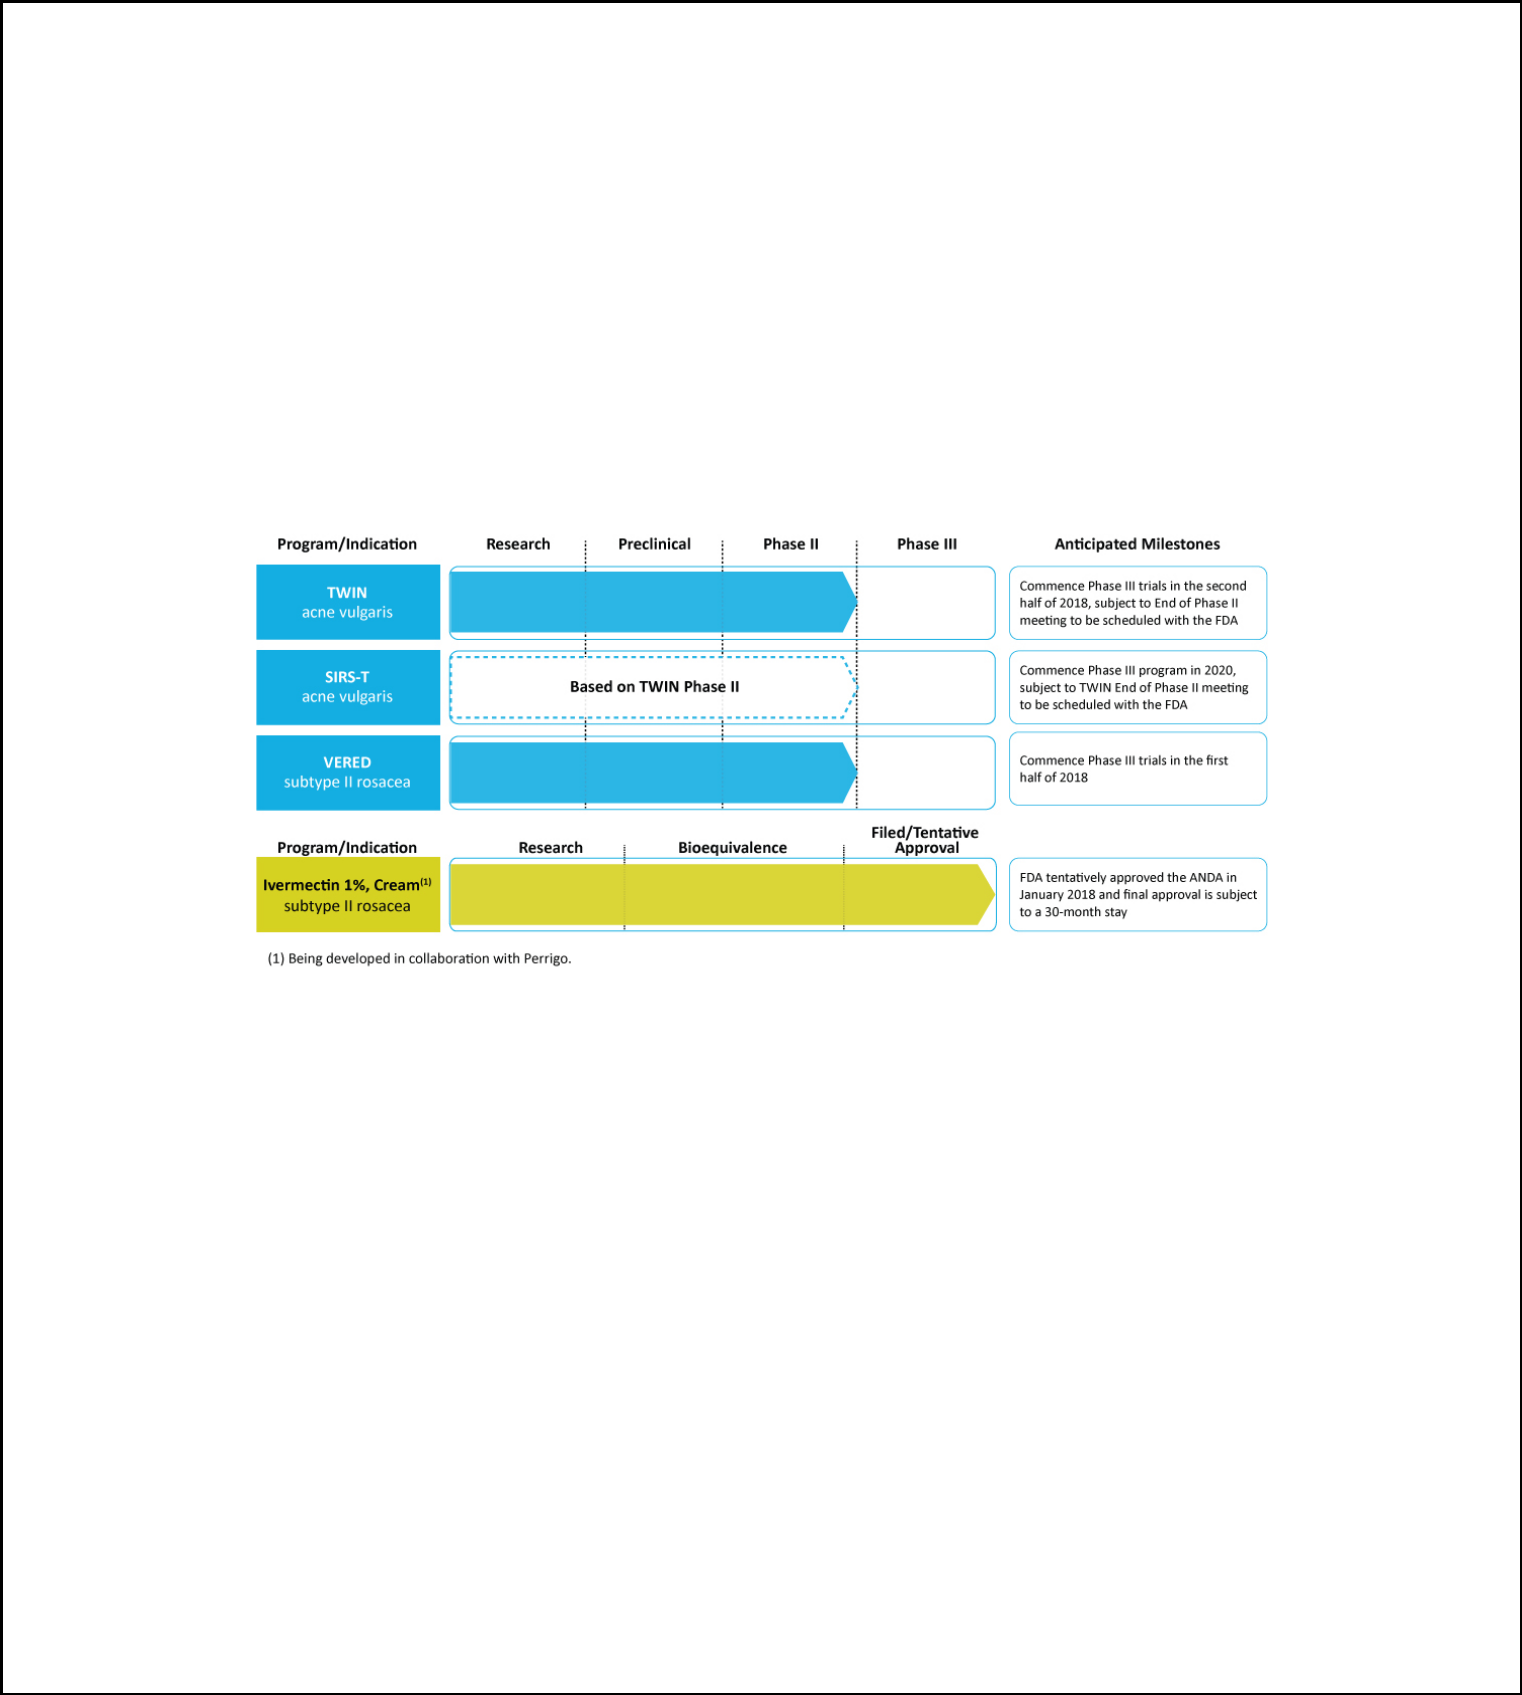 Program/Indication Research Preclinical Phase II Phase III Anticipated Milestones
TWIN
acne vulgaris
Commence Phase III trials in the second
half of 2018, subject to End of Phase II
meeting to be scheduled with the FDA
SIRS-T
acne vulgaris
Based on TWIN Phase II
Commence Phase III program in 2020,
subject to TWIN End of Phase II meeting
to be scheduled with the FDA
VERED
subtype II rosacea
Commence Phase III trials in the first
half of 2018
Program/Indication Research Bioequivalence Filed/Tentative
Approval
Ivermectin 1%, Cream(1)
subtype II rosacea
FDA tentatively approved the ANDA in
January 2018 and final approval is subject
to a 30-month stay
(1) Being developed in collaboration with Perrigo.